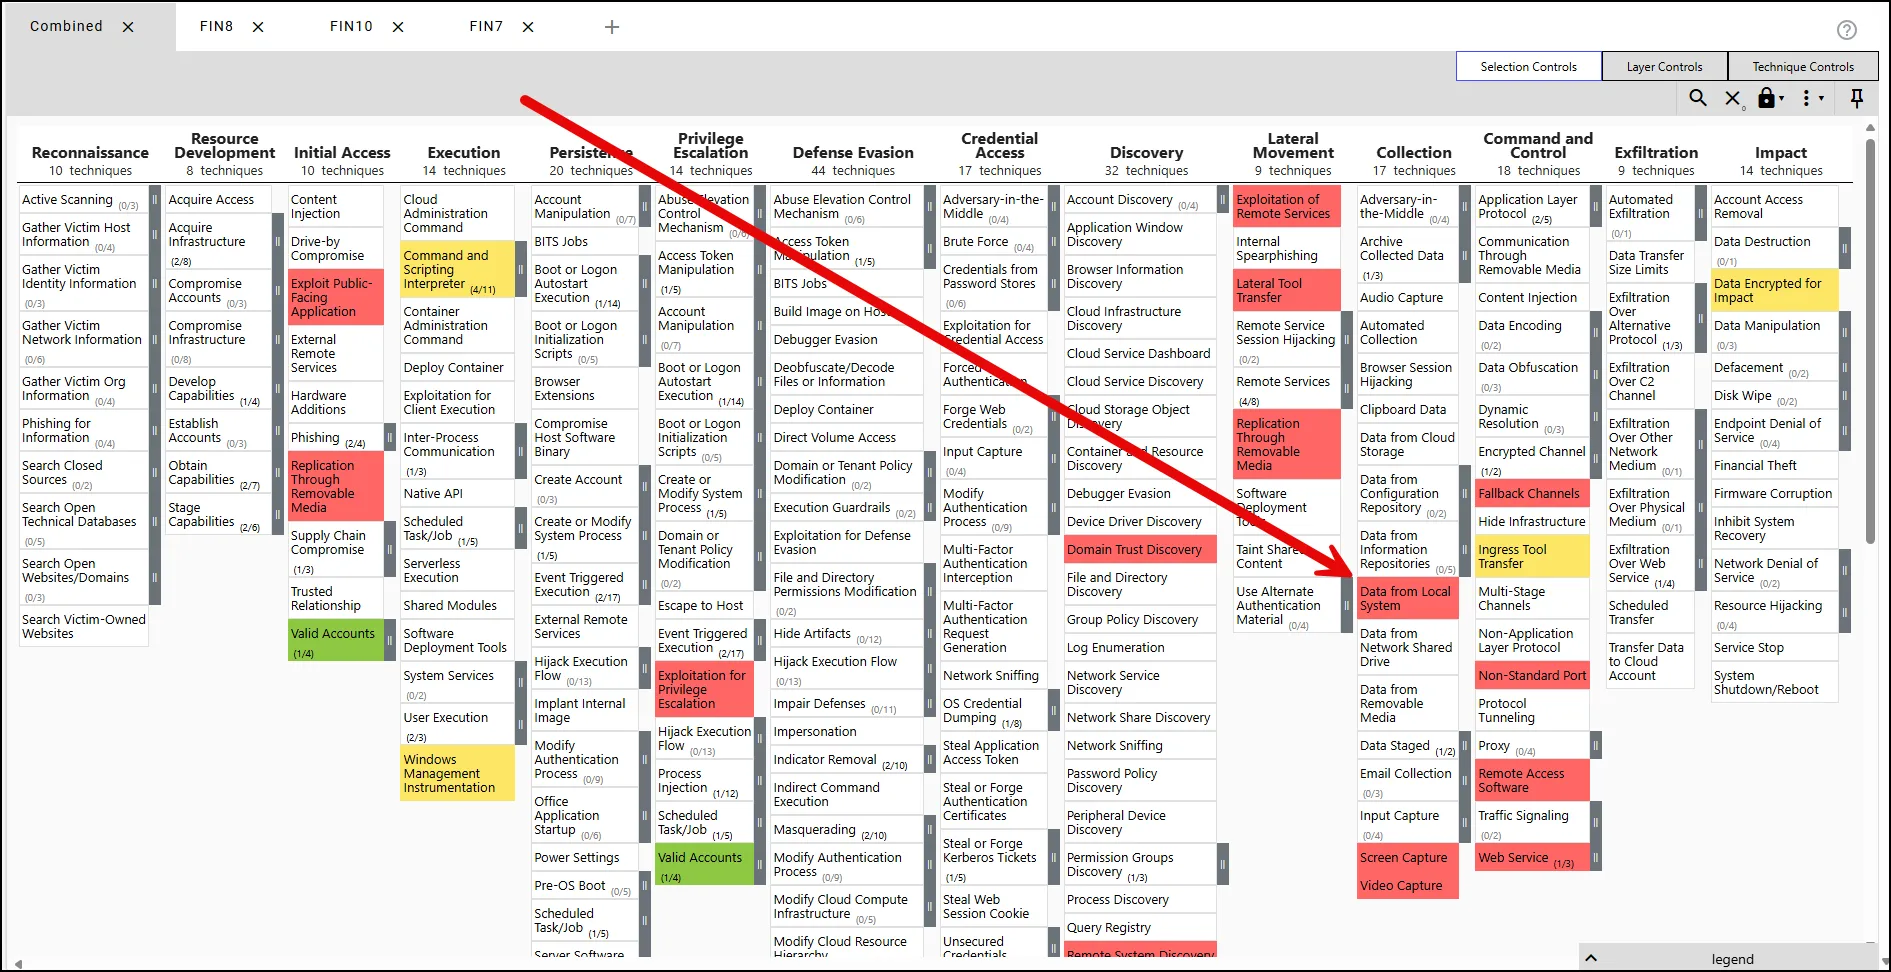 Combined
FIN8
FIN10
FIN7
Selection Controls
Layer Controls
Technique Controls
0
Reconnaissance
10 techniques
Active Scanning (0/3)
Gather Victim Host
Information (0/4)
Gather Victim
Identity Information
(0/3)
Gather Victim
Network Information
(0/6)
Gather Victim Org
Information (0/4)
Phishing for
Information (0/4)
Search Closed
Sources (0/2)
Search Open
Technical Databases
(0/5)
Search Open
Websites/Domains
(0/3)
Search Victim-Owned
Websites
Resource
Development
8 techniques
Acquire Access
Acquire
Infrastructure
(2/8)
Compromise
Accounts (0/3)
Compromise
Infrastructure
(0/8)
Develop
Capabilities (1/4)
Establish
Accounts (0/3)
Obtain
Capabilities (2/7)
Stage
Capabilities (2/6)
Initial Access
10 techniques
Content
Injection
Drive-by
Compromise
Exploit Public-
Facing
Application
External
Remote
Services
Hardware
Additions
Phishing (2/4)
Replication
Through
Removable
Media
Supply Chain
Compromise
(1/3)
Trusted
Relationship
Valid Accounts
(1/4)
Execution
14 techniques
Cloud
Administration
Command
Command and
Scripting
Interpreter (4/11)
Container
Administration
Command
Deploy Container
Exploitation for
Client Execution
Inter-Process
Communication
(1/3)
Native API
Scheduled
Task/Job (1/5)
Serverless
Execution
Shared Modules
Software
Deployment Tools
System Services
(0/2)
User Execution
(2/3)
Windows
Management
Instrumentation
Persistence
20 techniques
Account
Manipulation (0/7)
BITS Jobs
Boot or Logon
Autostart
Execution (1/14)
Boot or Logon
Initialization
Scripts (0/5)
Browser
Extensions
Compromise
Host Software
Binary
Create Account
(0/3)
Create or Modify
System Process
(1/5)
Event Triggered
Execution (2/17)
External Remote
Services
Hijack Execution
Flow (0/13)
Implant Internal
Image
Modify
Authentication
Process (0/9)
Office
Application
Startup (0/6)
Power Settings
Pre-OS Boot (0/5)
Scheduled
Task/Job (1/5)
Server Software
Privilege
Escalation
14 techniques
Abuse Elevation
Control
Mechanism (0/6)
Access Token
Manipulation
(1/5)
Account
Manipulation
(0/7)
Boot or Logon
Autostart
Execution (1/14)
Boot or Logon
Initialization
Scripts (0/5)
Create or
Modify System
Process (1/5)
Domain or
Tenant Policy
Modification
(0/2)
Escape to Host
Event Triggered
Execution (2/17)
Exploitation for
Privilege
Escalation
Hijack Execution
Flow (0/13)
Process
Injection (1/12)
Scheduled
Task/Job (1/5)
Valid Accounts
(1/4)
Defense Evasion
44 techniques
Abuse Elevation Control
Mechanism (0/6)
Access Token
Manipulation (1/5)
BITS Jobs
Build Image on Host
Debugger Evasion
Deobfuscate/Decode
Files or Information
Deploy Container
Direct Volume Access
Domain or Tenant Policy
Modification (0/2)
Execution Guardrails (0/2)
Exploitation for Defense
Evasion
File and Directory
Permissions Modification
(0/2)
Hide Artifacts (0/12)
Hijack Execution Flow
(0/13)
Impair Defenses (0/11)
Impersonation
Indicator Removal (2/10)
Indirect Command
Execution
Masquerading (2/10)
Modify Authentication
Process (0/9)
Modify Cloud Compute
Infrastructure (0/5)
Modify Cloud Resource
Hierarchy
Credential
Access
17 techniques
Adversary-in-the-
Middle (0/4)
Brute Force (0/4)
Credentials from
Password Stores
(0/6)
Exploitation for
Credential Access
Forced
Authentication
Forge Web
Credentials (0/2)
Input Capture
(0/4)
Modify
Authentication
Process (0/9)
Multi-Factor
Authentication
Interception
Multi-Factor
Authentication
Request
Generation
Network Sniffing
OS Credential
Dumping (1/8)
Steal Application
Access Token
Steal or Forge
Authentication
Certificates
Steal or Forge
Kerberos Tickets
(1/5)
Steal Web
Session Cookie
Unsecured
Credentials
Discovery
32 techniques
Account Discovery (0/4)
Application Window
Discovery
Browser Information
Discovery
Cloud Infrastructure
Discovery
Cloud Service Dashboard
Cloud Service Discovery
Cloud Storage Object
Discovery
Container and Resource
Discovery
Debugger Evasion
Device Driver Discovery
Domain Trust Discovery
File and Directory
Discovery
Group Policy Discovery
Log Enumeration
Network Service
Discovery
Network Share Discovery
Network Sniffing
Password Policy
Discovery
Peripheral Device
Discovery
Permission Groups
Discovery (1/3)
Process Discovery
Query Registry
Remote System Discovery
Lateral
Movement
9 techniques
Exploitation of
Remote Services
Internal
Spearphishing
Lateral Tool
Transfer
Remote Service
Session Hijacking
(0/2)
Remote Services
(4/8)
Replication
Through
Removable
Media
Software
Deployment
Tools
Taint Shared
Content
Use Alternate
Authentication
Material (0/4)
Collection
17 techniques
Adversary-in-
the-Middle (0/4)
Archive
Collected Data
(1/3)
Audio Capture
Automated
Collection
Browser Session
Hijacking
Clipboard Data
Data from Cloud
Storage
Data from
Configuration
Repository (0/2)
Data from
Information
Repositories (0/5)
Data from Local
System
Data from
Network Shared
Drive
Data from
Removable
Media
Data Staged (1/2)
Email Collection
(0/3)
Input Capture
(0/4)
Screen Capture
Video Capture
Command and
Control
18 techniques
Application Layer
Protocol (2/5)
Communication
Through
Removable Media
Content Injection
Data Encoding
(0/2)
Data Obfuscation
(0/3)
Dynamic
Resolution (0/3)
Encrypted Channel
(1/2)
Fallback Channels
Hide Infrastructure
Ingress Tool
Transfer
Multi-Stage
Channels
Non-Application
Layer Protocol
Non-Standard Port
Protocol
Tunneling
Proxy (0/4)
Remote Access
Software
Traffic Signaling
(0/2)
Web Service (1/3)
Exfiltration
9 techniques
Automated
Exfiltration
(0/1)
Data Transfer
Size Limits
Exfiltration
Over
Alternative
Protocol (1/3)
Exfiltration
Over C2
Channel
Exfiltration
Over Other
Network
Medium (0/1)
Exfiltration
Over Physical
Medium (0/1)
Exfiltration
Over Web
Service (1/4)
Scheduled
Transfer
Transfer Data
to Cloud
Account
Impact
14 techniques
Account Access
Removal
Data Destruction
(0/1)
Data Encrypted for
Impact
Data Manipulation
(0/3)
Defacement (0/2)
Disk Wipe (0/2)
Endpoint Denial of
Service (0/4)
Financial Theft
Firmware Corruption
Inhibit System
Recovery
Network Denial of
Service (0/2)
Resource Hijacking
(0/4)
Service Stop
System
Shutdown/Reboot
legend